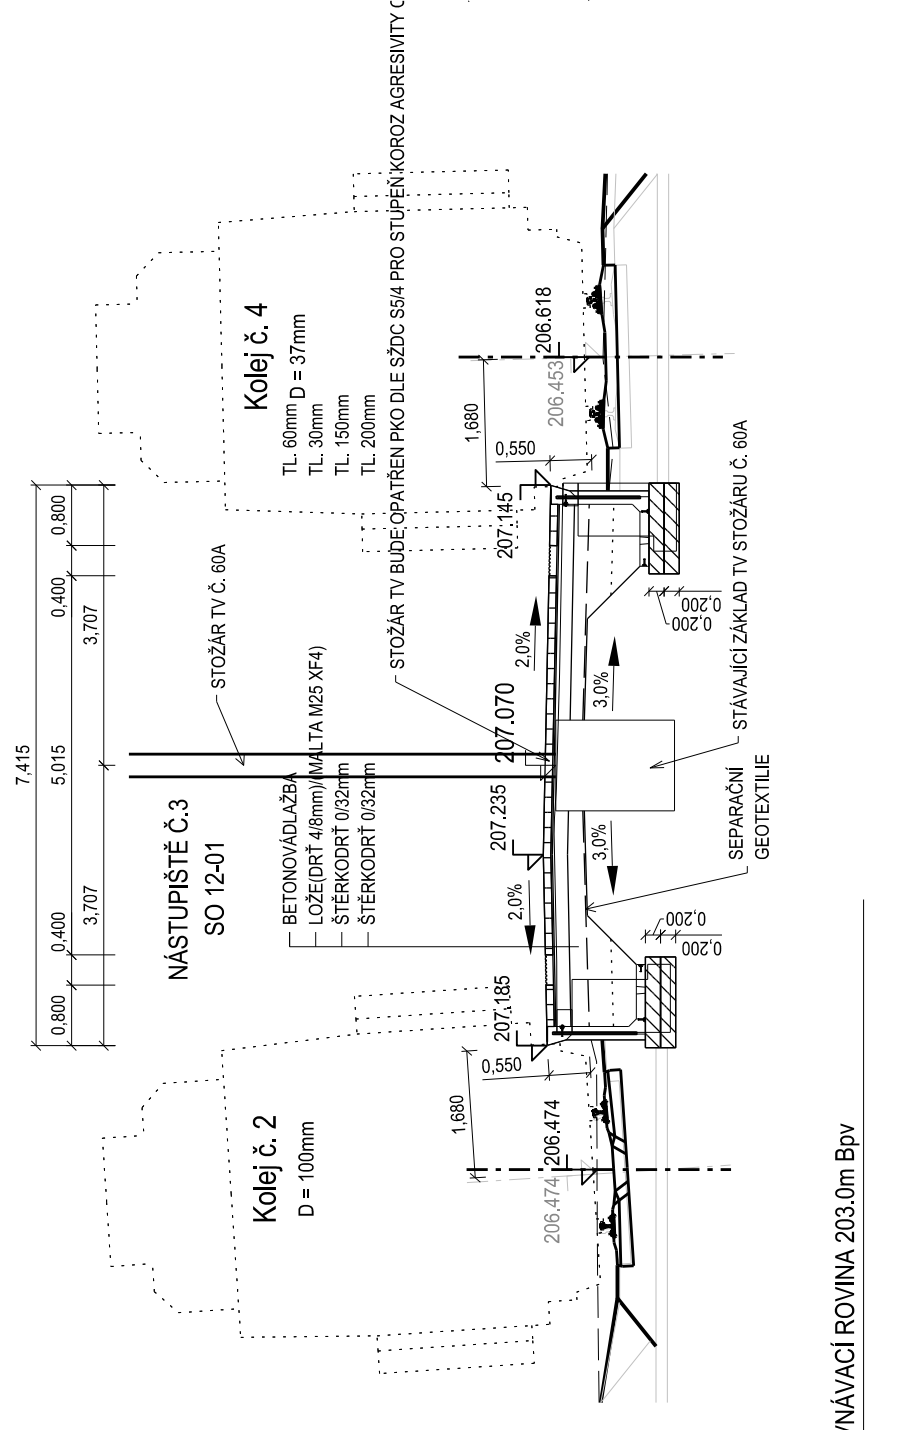 7,415
0,800
0,400
5,015
0,400
0,800
3,707
3,707
STOŽÁR TV Č. 60A
NÁSTUPIŠTĚ Č.3
SO 12-01
Kolej č. 2
D = 100mm
Kolej č. 4
D = 37mm
BETONOVÁDLAŽBA TL. 60mm
LOŽE(DRŤ 4/8mm)/(MALTA M25 XF4) TL. 30mm
ŠTĚRKODRŤ 0/32mm TL. 150mm
ŠTĚRKODRŤ 0/32mm TL. 200mm
STOŽÁR TV BUDE OPATŘEN PKO DLE SŽDC S5/4 PRO STUPEŇ KOROZ AGRESIVITY
1,680
0,550
207.185
207.235
207.070
207.145
1,680
0,550
206.474
206.474
206.453
206.618
2,0%
2,0%
3,0%
3,0%
0,200
0,200
0,200
0,200
SEPARAČNÍ
GEOTEXTILIE
STÁVAJÍCÍ ZÁKLAD TV STOŽÁRU Č. 60A
VNÁVACÍ ROVINA 203.0m Bpv